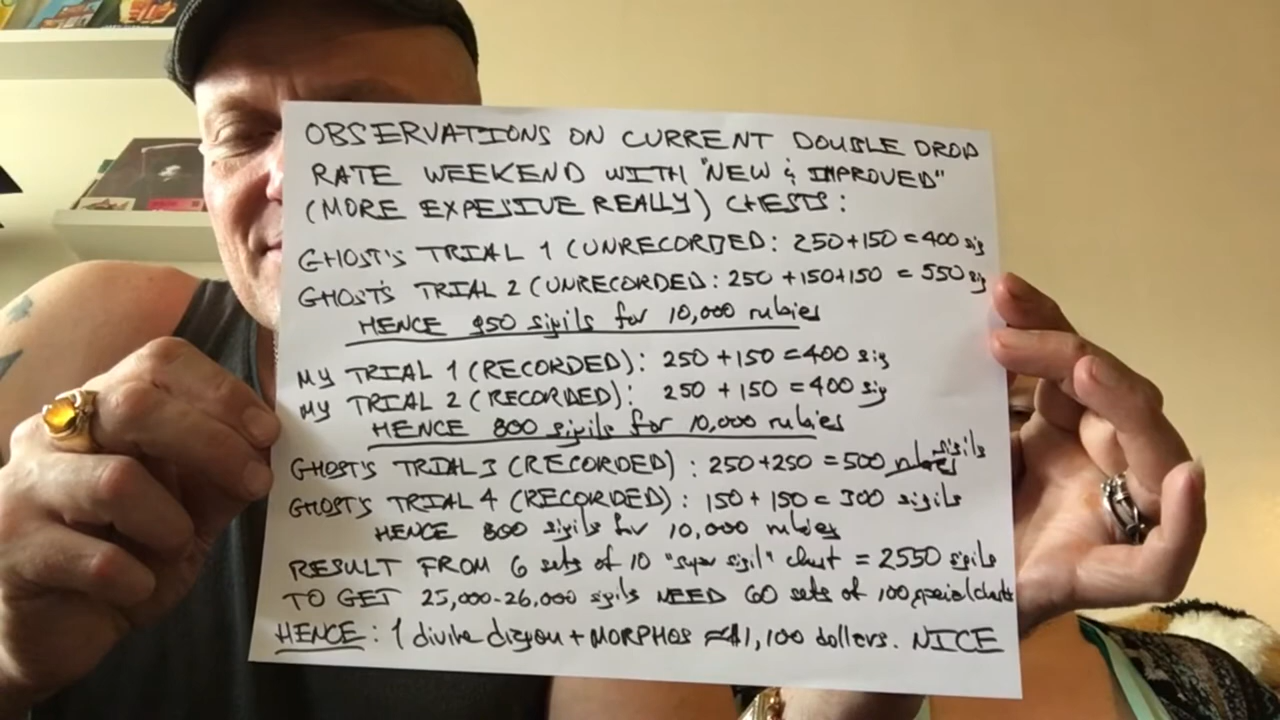 OBSERVATIONS ON CURRENT DOUBLE DROP
RATE WEEKEND WITH "NEW & IMPROVED"
(MORE EXPESIVE REALLY) CHESTS:
GHOST'S TRIAL 1 (UNRECORDED: 250+150 = 400 sig
GHOST'S TRIAL 2 (UNRECORDED: 250 +150+150 = 550 sig
HENCE 950 sigils for 10,000 rubies
MY TRIAL 1 (RECORDED): 250 + 150 = 400 sig
MY TRIAL 2 (RECORDED): 250 + 150 = 400 sig
HENCE 800 sigils for 10,000 rubies
GHOST'S TRIAL 3 (RECORDED): 250+250 = 500 sigils
GHOST'S TRIAL 4 (RECORDED): 150 + 150 = 300 sigils
HENCE 800 sigils for 10,000 rubies
RESULT FROM 6 sets of 10 "super sigil" chest = 2550 sigils
TO GET 25,000-26,000 sigils NEED 60 sets of 10
HENCE: 1 divine dragon + MORPHOS ≈ $1,100 dollars. NICE